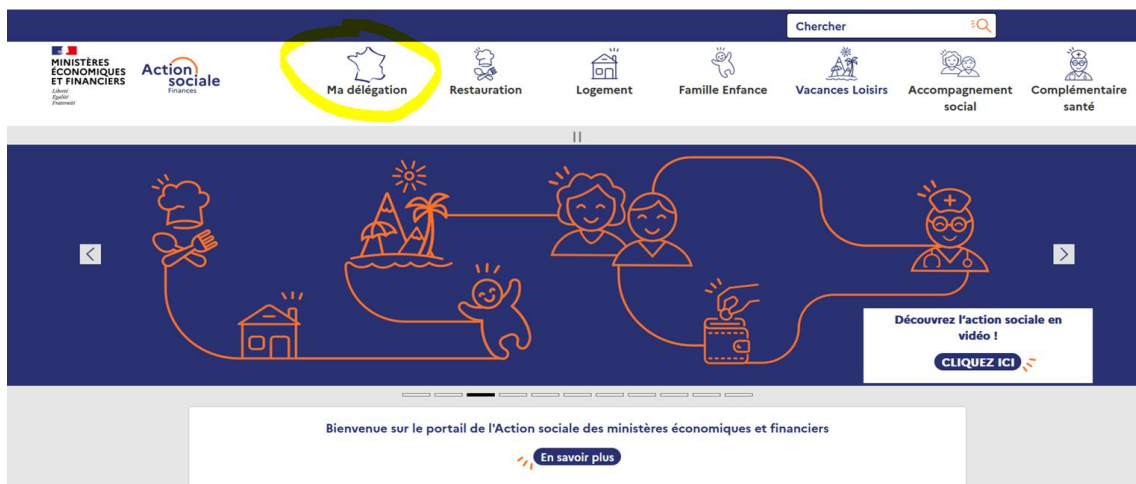 Chercher
MINISTÈRES
ÉCONOMIQUES
ET FINANCIERS
Liberté
Égalité
Fraternité
Action
sociale
Finances
Ma délégation
Restauration
Logement
Famille Enfance
Vacances Loisirs
Accompagnement
social
Complémentaire
santé
Découvrez l'action sociale en
vidéo !
CLIQUEZ ICI
Bienvenue sur le portail de l'Action sociale des ministères économiques et financiers
En savoir plus